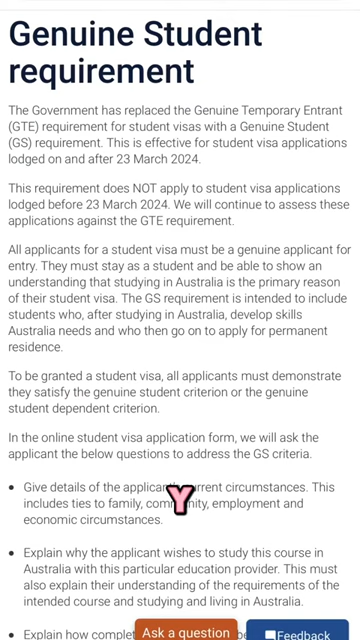 Genuine Student
requirement
The Government has replaced the Genuine Temporary Entrant
(GTE) requirement for student visas with a Genuine Student
(GS) requirement. This is effective for student visa applications
lodged on and after 23 March 2024.
This requirement does NOT apply to student visa applications
lodged before 23 March 2024. We will continue to assess these
applications against the GTE requirement.
All applicants for a student visa must be a genuine applicant for
entry. They must stay as a student and be able to show an
understanding that studying in Australia is the primary reason
of their student visa. The GS requirement is intended to include
students who, after studying in Australia, develop skills
Australia needs and who then go on to apply for permanent
residence.
To be granted a student visa, all applicants must demonstrate
they satisfy the genuine student criterion or the genuine
student dependent criterion.
In the online student visa application form, we will ask the
applicant the below questions to address the GS criteria.
• Give details of the applicant's current circumstances. This
includes ties to family, community, employment and
economic circumstances.
Y
• Explain why the applicant wishes to study this course in
Australia with this particular education provider. This must
also explain their understanding of the requirements of the
intended course and studying and living in Australia.
• Explain how
Ask a question
Feedback